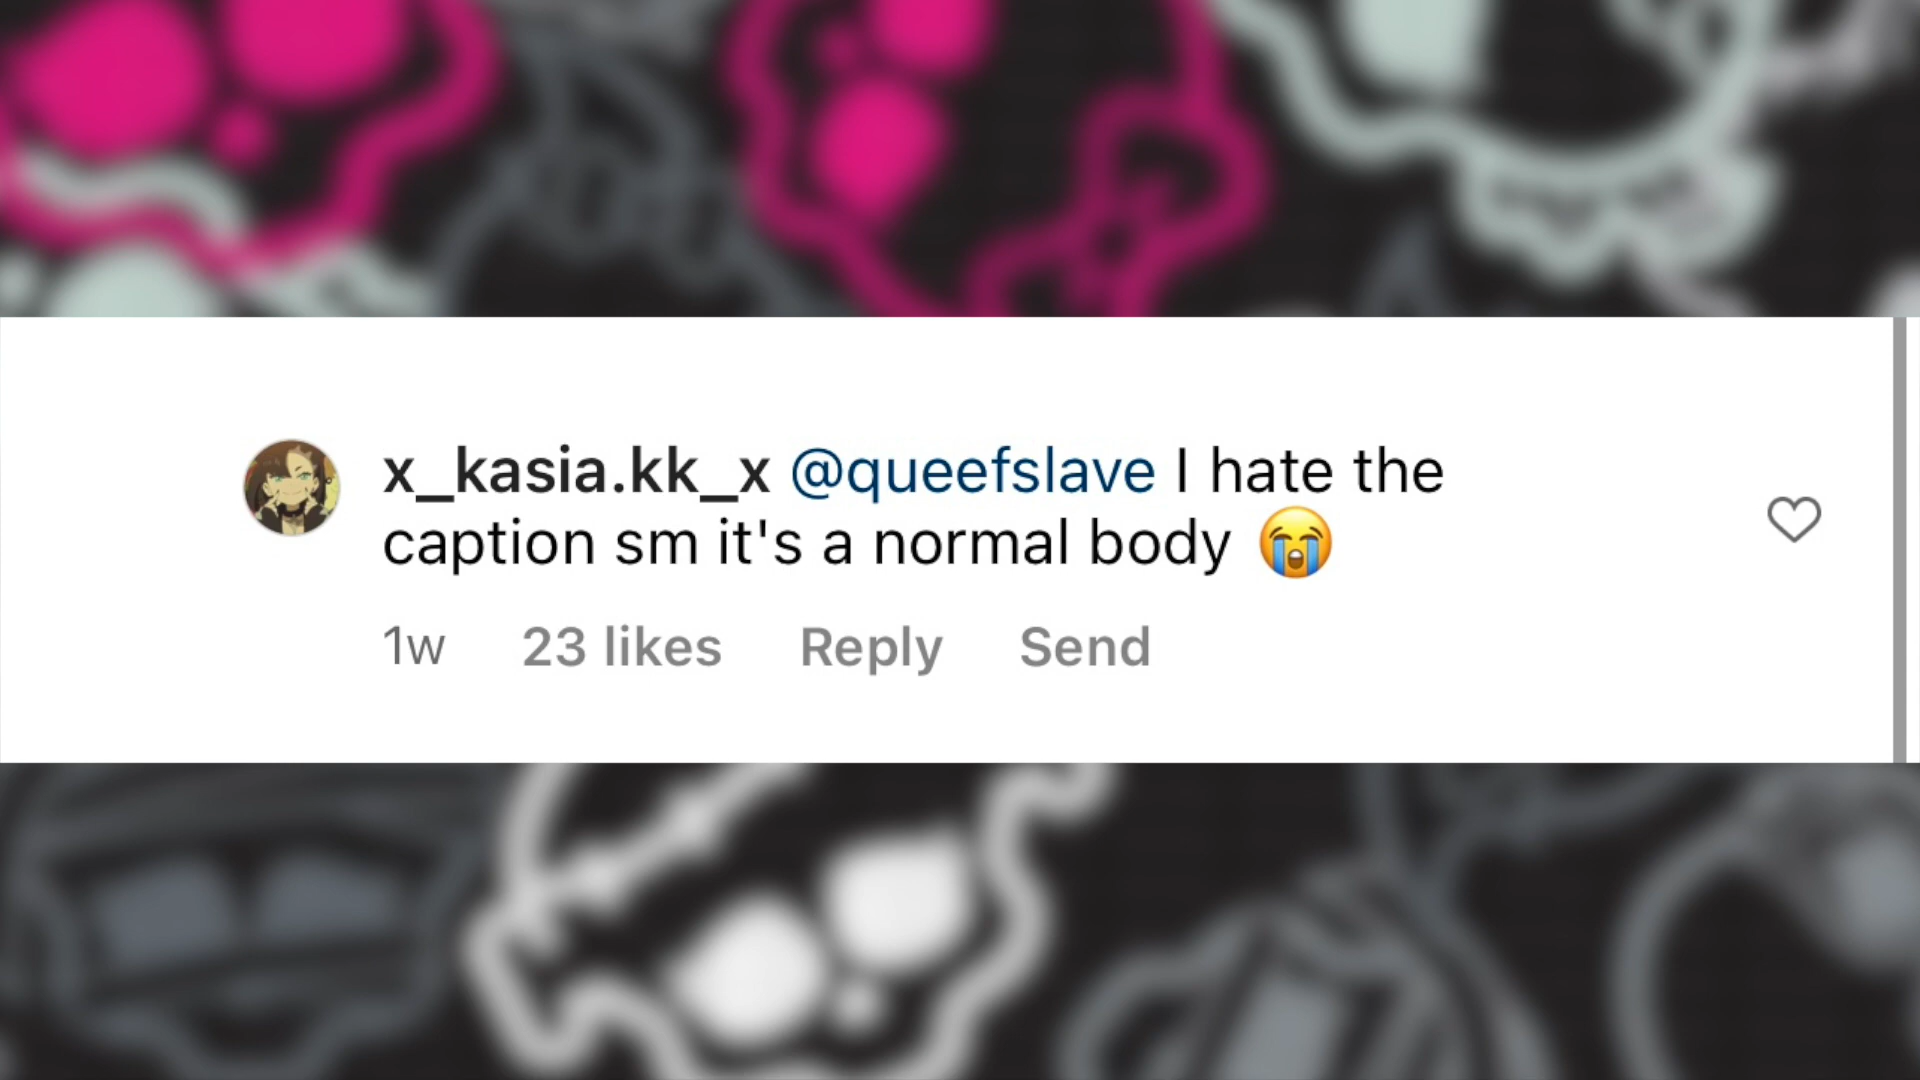 x_kasia.kk_x @queefslave I hate the
caption sm it's a normal body 😭
1w 23 likes Reply Send